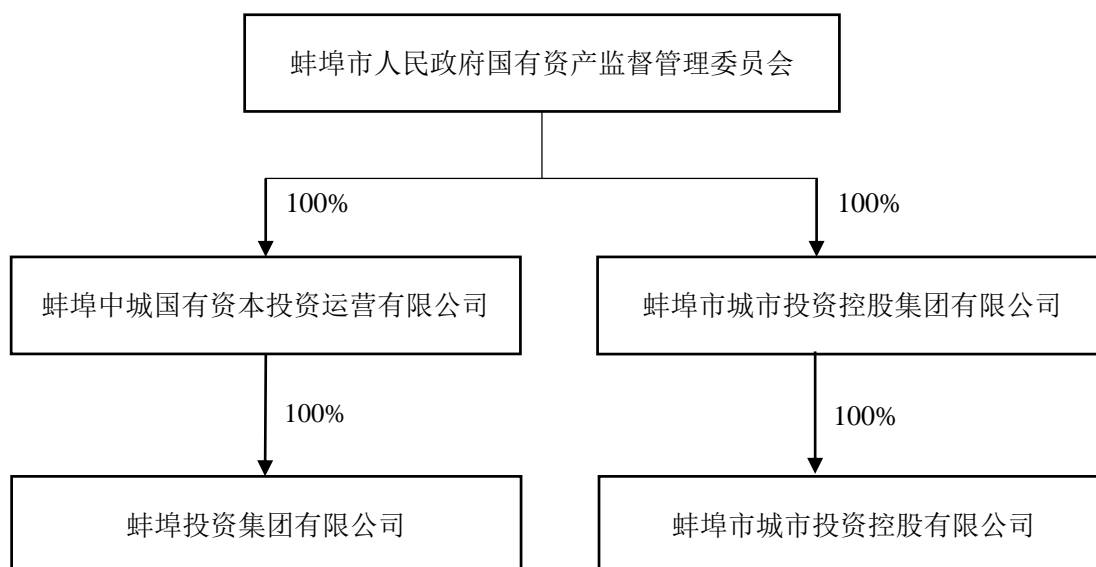 蚌埠市人民政府国有资产监督管理委员会
100%
100%
蚌埠中城国有资本投资运营有限公司
蚌埠市城市投资控股集团有限公司
100%
100%
蚌埠投资集团有限公司
蚌埠市城市投资控股有限公司